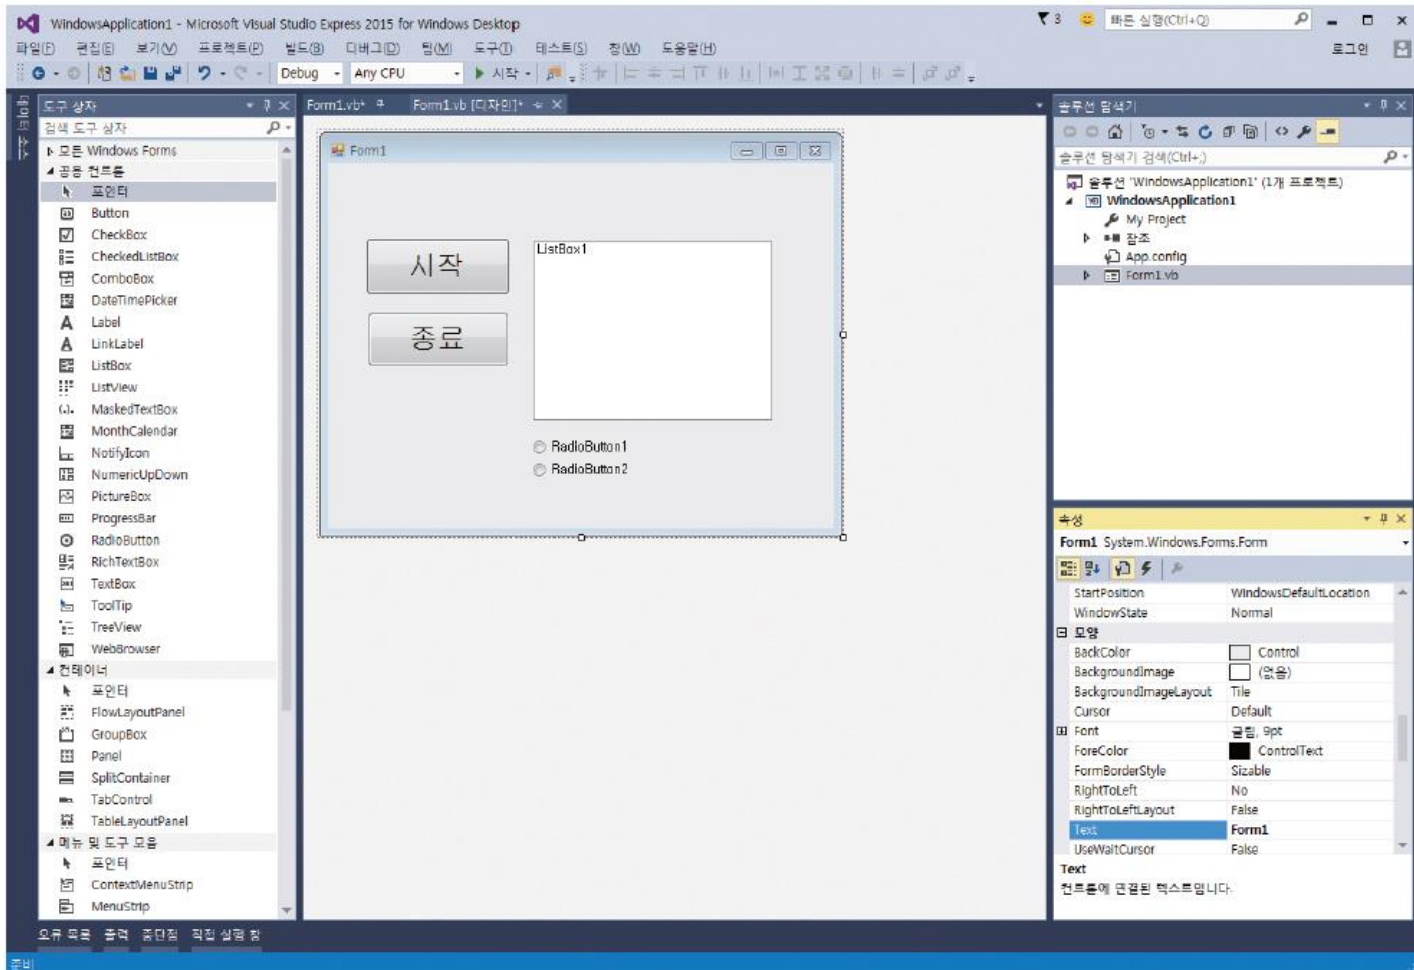 WindowsApplication1 - Microsoft Visual Studio Express 2015 for Windows Desktop
3
빠른 실행(Ctrl+Q)
파일(F) 편집(E) 보기(V) 프로젝트(P) 빌드(B) 디버그(D) 팀(M) 도구(T) 테스트(S) 창(W) 도움말(H)
로그인
Debug Any CPU 시작
도구 상자
검색 도구 상자
모든 Windows Forms
공용 컨트롤
포인터
Button
CheckBox
CheckedListBox
ComboBox
DateTimePicker
Label
LinkLabel
ListBox
ListView
MaskedTextBox
MonthCalendar
NotifyIcon
NumericUpDown
PictureBox
ProgressBar
RadioButton
RichTextBox
TextBox
ToolTip
TreeView
WebBrowser
컨테이너
포인터
FlowLayoutPanel
GroupBox
Panel
SplitContainer
TabControl
TableLayoutPanel
메뉴 및 도구 모음
포인터
ContextMenuStrip
MenuStrip
Form1.vb* Form1.vb [디자인]*
Form1
시작
종료
ListBox1
RadioButton1
RadioButton2
솔루션 탐색기
솔루션 탐색기 검색(Ctrl+;)
솔루션 'WindowsApplication1' (1개 프로젝트)
WindowsApplication1
My Project
참조
App.config
Form1.vb
속성
Form1 System.Windows.Forms.Form
StartPosition WindowsDefaultLocation
WindowState Normal
모양
BackColor Control
BackgroundImage (없음)
BackgroundImageLayout Tile
Cursor Default
Font 굴림, 9pt
ForeColor ControlText
FormBorderStyle Sizable
RightToLeft No
RightToLeftLayout False
Text Form1
UseWaitCursor False
Text
컨트롤에 연결된 텍스트입니다.
오류 목록 출력 중단점 직접 실행 창
준비